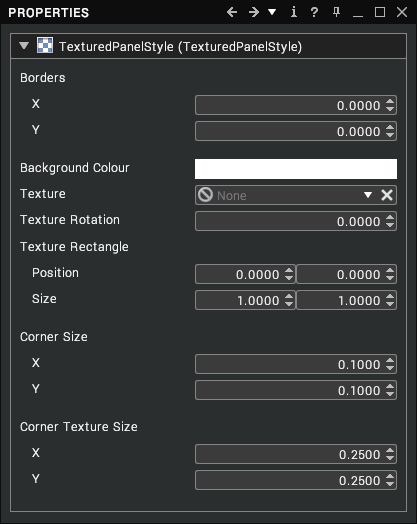 PROPERTIES
TexturedPanelStyle (TexturedPanelStyle)
Borders
X 0.0000
Y 0.0000
Background Colour
Texture None
Texture Rotation 0.0000
Texture Rectangle
Position 0.0000 0.0000
Size 1.0000 1.0000
Corner Size
X 0.1000
Y 0.1000
Corner Texture Size
X 0.2500
Y 0.2500